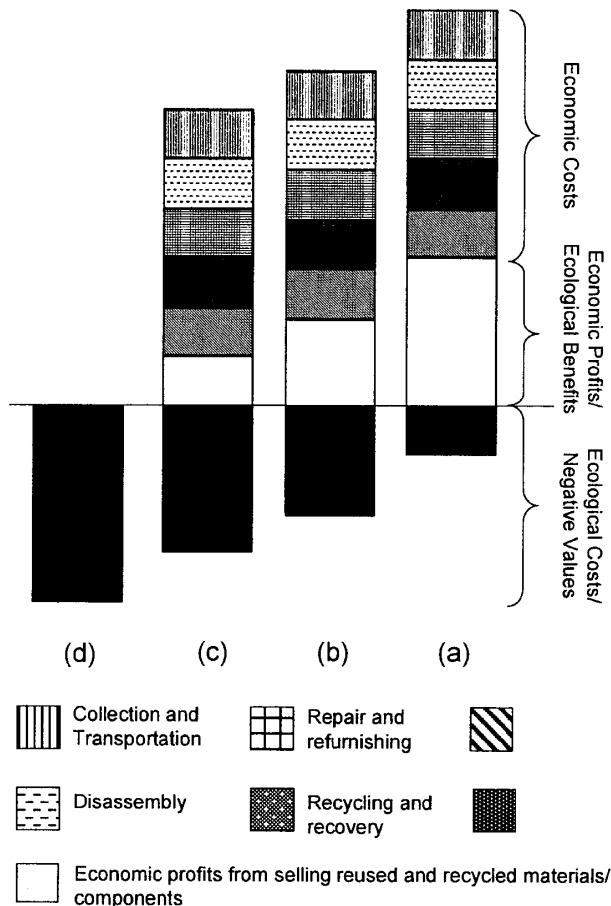 Economic Costs
Economic Profits/
Ecological Benefits
Ecological Costs/
Negative Values
(d)
(c)
(b)
(a)
Collection and
Transportation
Repair and
refurnishing
Disassembly
Recycling and
recovery
Economic profits from selling reused and recycled materials/
components